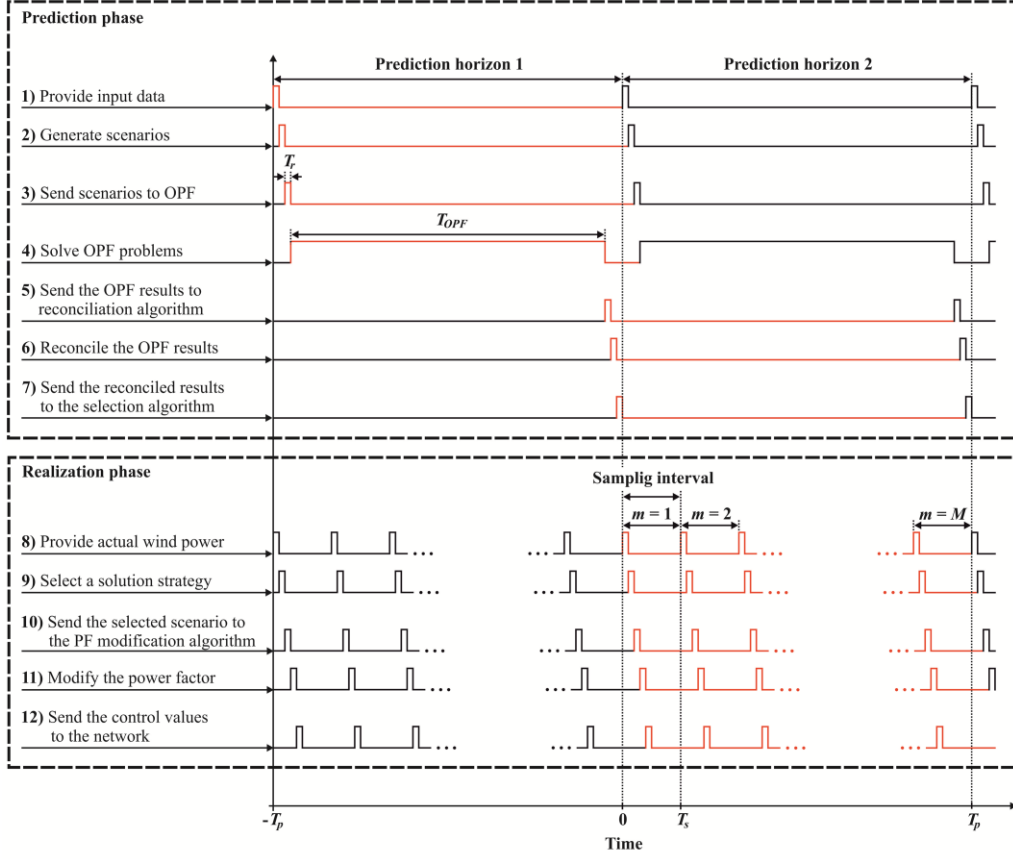 Prediction phase
Prediction horizon 1
Prediction horizon 2
1) Provide input data
2) Generate scenarios
T_r
3) Send scenarios to OPF
T_OPF
4) Solve OPF problems
5) Send the OPF results to
reconciliation algorithm
6) Reconcile the OPF results
7) Send the reconciled results
to the selection algorithm
Realization phase
Samplig interval
m = 1
m = 2
m = M
8) Provide actual wind power
9) Select a solution strategy
10) Send the selected scenario to
the PF modification algorithm
11) Modify the power factor
12) Send the control values
to the network
-T_p
0
T_s
T_p
Time